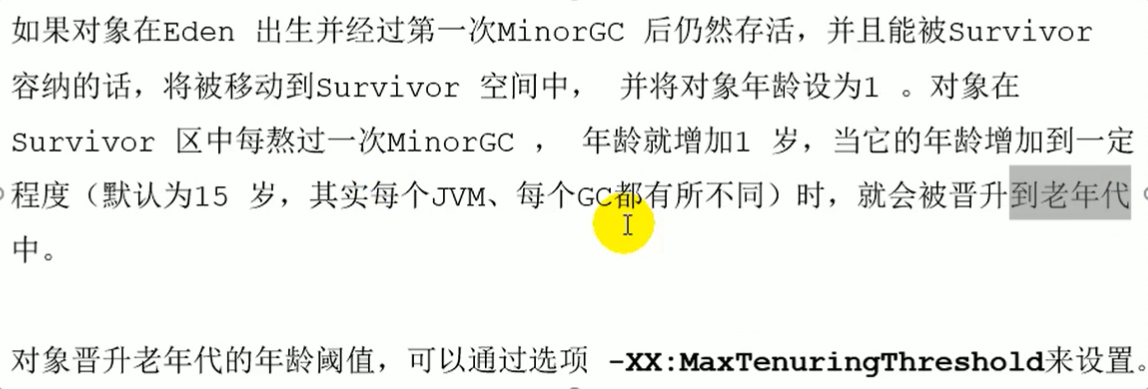 如果对象在Eden 出生并经过第一次MinorGC 后仍然存活，并且能被Survivor
容纳的话，将被移动到Survivor 空间中， 并将对象年龄设为1 。对象在
Survivor 区中每熬过一次MinorGC ， 年龄就增加1 岁，当它的年龄增加到一定
程度（默认为15 岁，其实每个JVM、每个GC都有所不同）时，就会被晋升到老年代
中。
对象晋升老年代的年龄阈值，可以通过选项 -XX:MaxTenuringThreshold来设置。